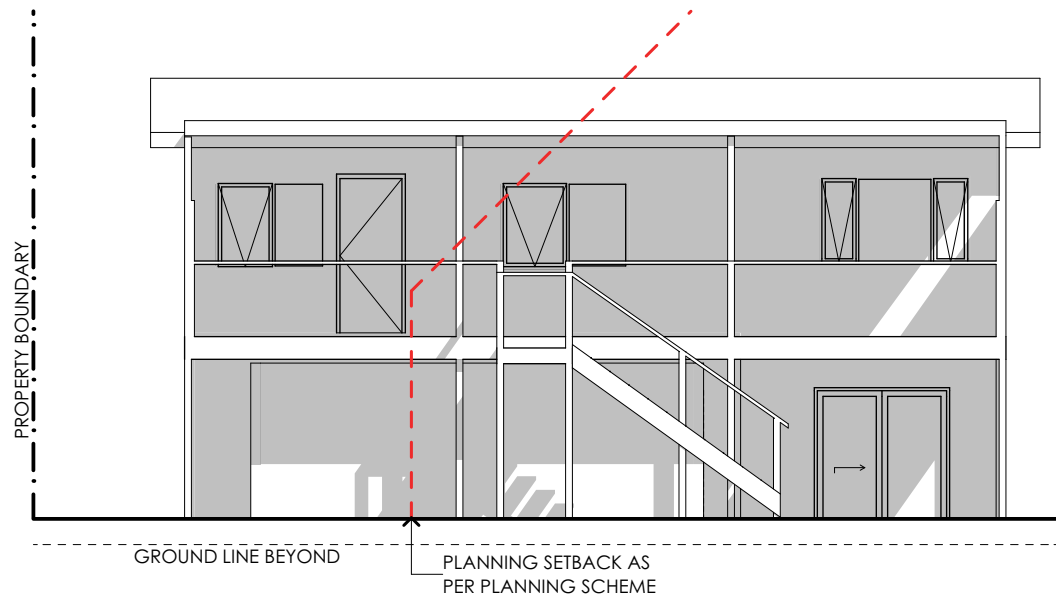 PROPERTY BOUNDARY
GROUND LINE BEYOND
PLANNING SETBACK AS
PER PLANNING SCHEME